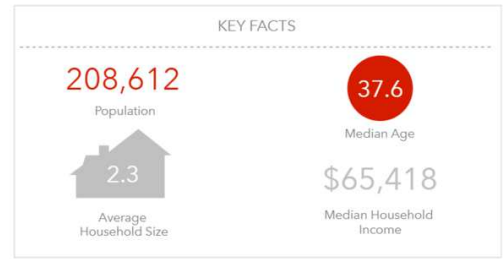 KEY FACTS
208,612
Population
37.6
Median Age
2.3
Average
Household Size
$65,418
Median Household
Income